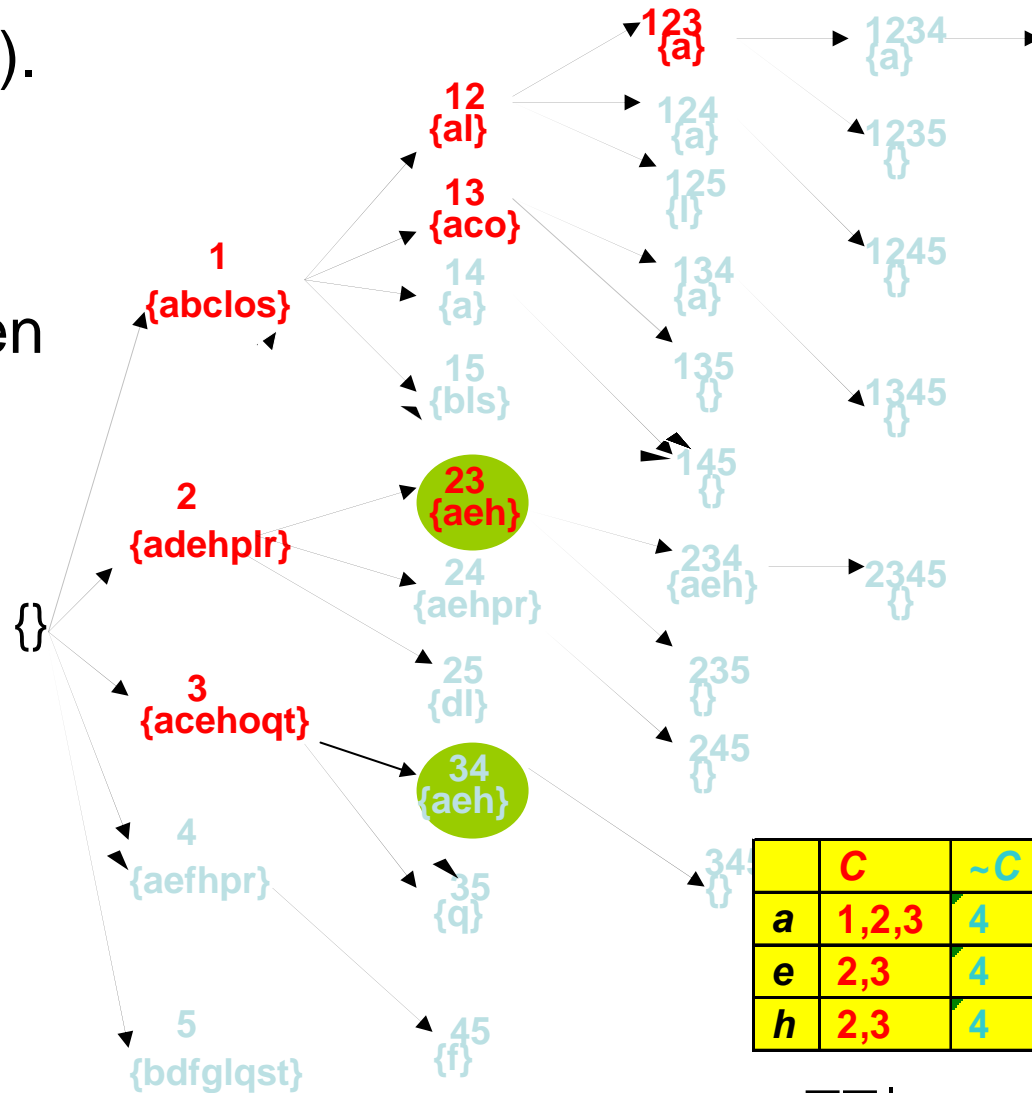 ).
en
{}
1
{abclos}
2
{adehplr}
3
{acehoqt}
4
{aefhpr}
5
{bdfglqst}
12
{al}
13
{aco}
14
{a}
15
{bls}
23
{aeh}
24
{aehpr}
25
{dl}
34
{aeh}
35
{q}
45
{f}
123
{a}
124
{a}
125
{l}
134
{a}
135
{}
145
{}
234
{aeh}
235
{}
245
{}
345
{}
1234
{a}
1235
{}
1245
{}
1345
{}
2345
{}
C ~C
a 1,2,3 4
e 2,3 4
h 2,3 4